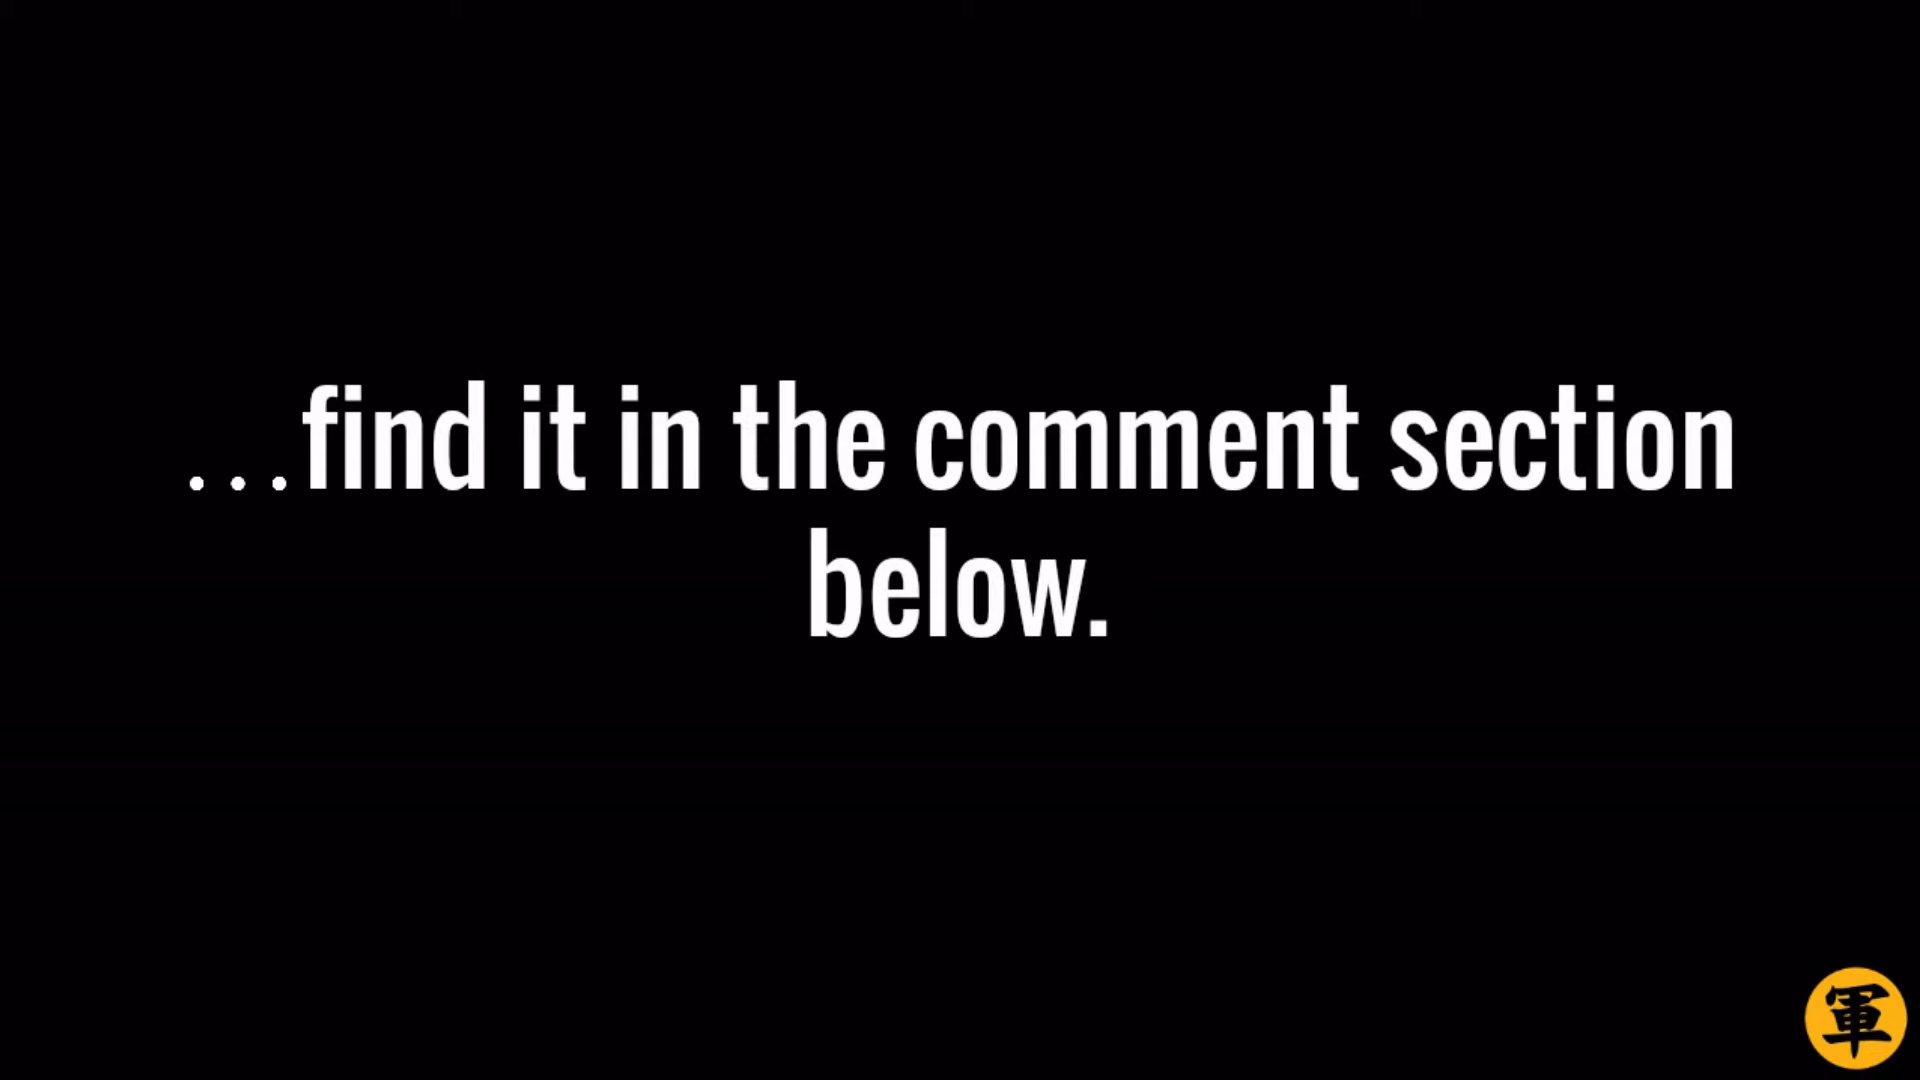 ...find it in the comment section
below.
軍